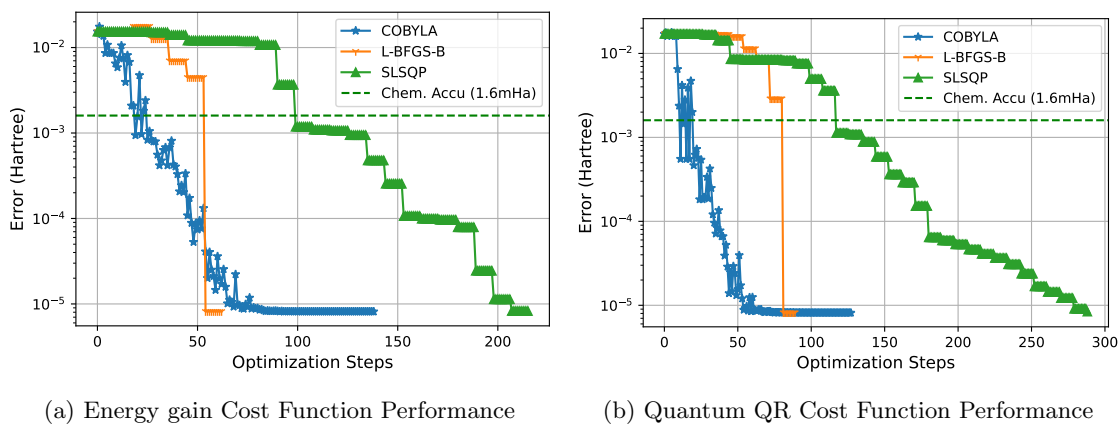 COBYLA
L-BFGS-B
SLSQP
Chem. Accu (1.6mHa)
Error (Hartree)
10⁻²
10⁻³
10⁻⁴
10⁻⁵
0 50 100 150 200
Optimization Steps
(a) Energy gain Cost Function Performance
COBYLA
L-BFGS-B
SLSQP
Chem. Accu (1.6mHa)
Error (Hartree)
10⁻²
10⁻³
10⁻⁴
10⁻⁵
0 50 100 150 200 250 300
Optimization Steps
(b) Quantum QR Cost Function Performance